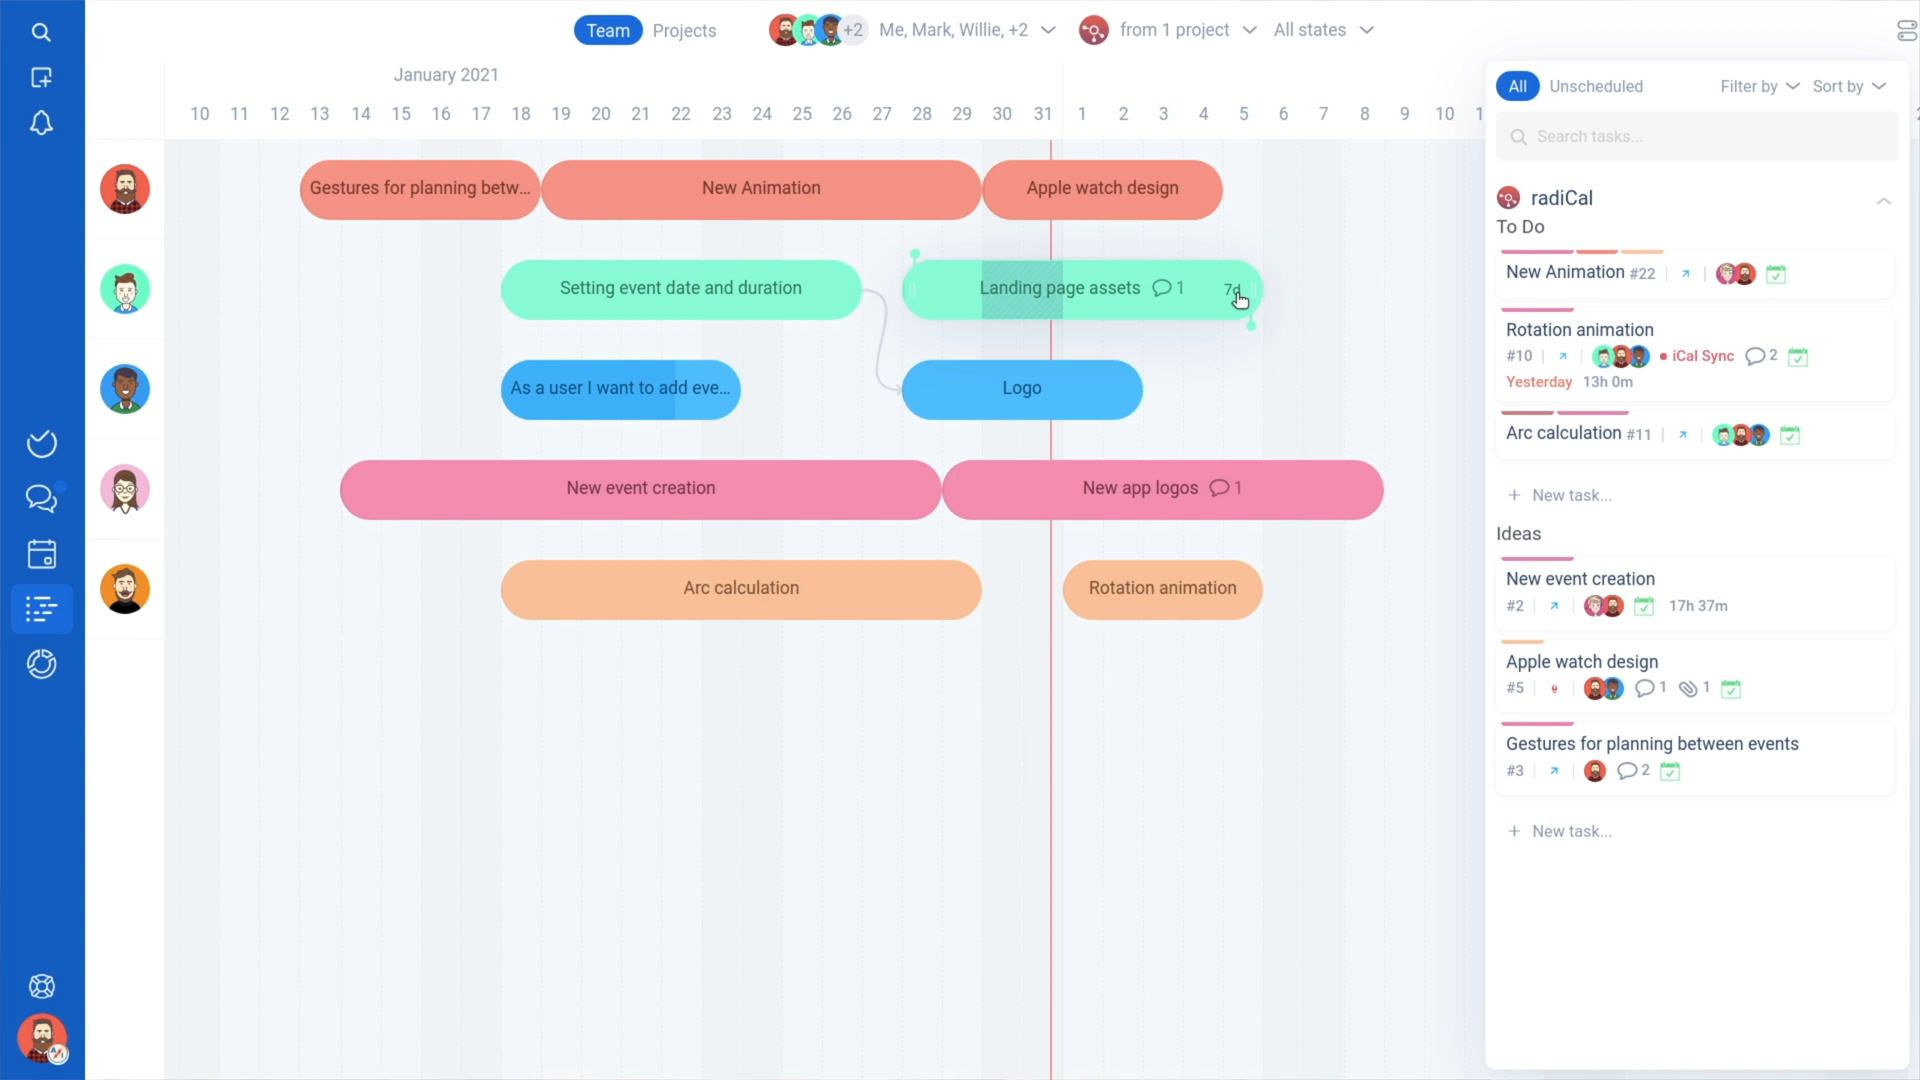 Team Projects +2 Me, Mark, Willie, +2 from 1 project All states
January 2021
10 11 12 13 14 15 16 17 18 19 20 21 22 23 24 25 26 27 28 29 30 31 1 2 3 4 5 6 7 8 9 10
Gestures for planning betw... New Animation Apple watch design
Setting event date and duration Landing page assets 1 7d
As a user I want to add eve... Logo
New event creation New app logos 1
Arc calculation Rotation animation
All Unscheduled Filter by Sort by
Search tasks...
radiCal
To Do
New Animation #22
Rotation animation
#10 iCal Sync 2
Yesterday 13h 0m
Arc calculation #11
+ New task...
Ideas
New event creation
#2 17h 37m
Apple watch design
#5 1 1
Gestures for planning between events
#3 2
+ New task...